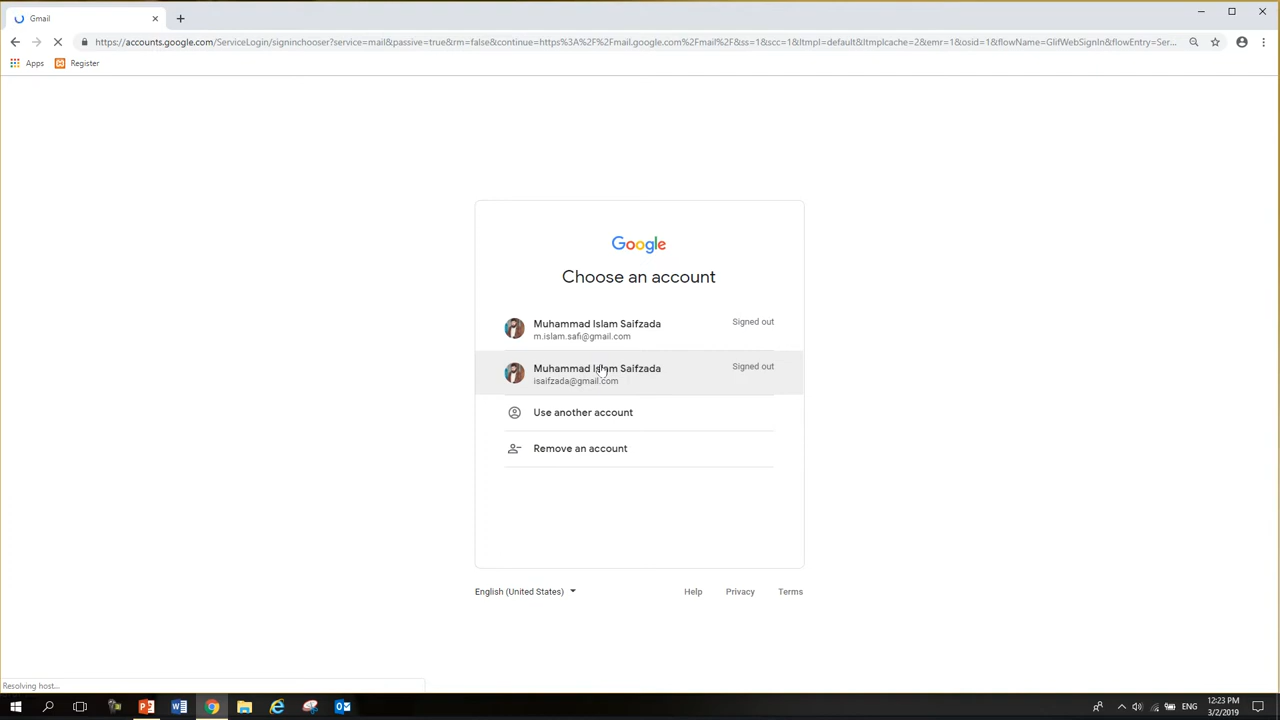 Gmail
https://accounts.google.com/ServiceLogin/signinchooser?service=mail&passive=true&rm=false&continue=https%3A%2F%2Fmail.google.com%2Fmail%2F&ss=1&scc=1&ltmpl=default&ltmplcache=2&emr=1&osid=1&flowName=GlifWebSignIn&flowEntry=Ser...
Apps Register
Google
Choose an account
Muhammad Islam Saifzada Signed out
m.islam.safi@gmail.com
Muhammad Islam Saifzada Signed out
isaifzada@gmail.com
Use another account
Remove an account
English (United States) Help Privacy Terms
Resolving host...
ENG
12:23 PM
3/2/2019